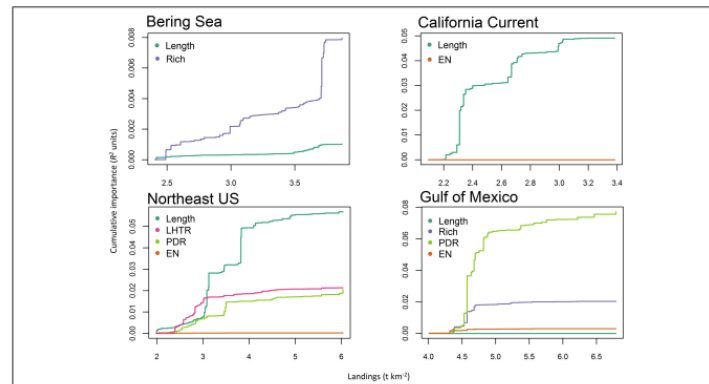 Bering Sea
Length
Rich
0.000
0.002
0.004
0.006
0.008
2.5
3.0
3.5
California Current
Length
EN
0.00
0.01
0.02
0.03
0.04
0.05
2.2
2.4
2.6
2.8
3.0
3.2
3.4
Cumulative importance (R² units)
Northeast US
Length
LHTR
PDR
EN
0.00
0.01
0.02
0.03
0.04
0.05
2
3
4
5
6
Gulf of Mexico
Length
Rich
PDR
EN
0.00
0.02
0.04
0.06
0.08
4.0
4.5
5.0
5.5
6.0
6.5
Landings (t km⁻²)